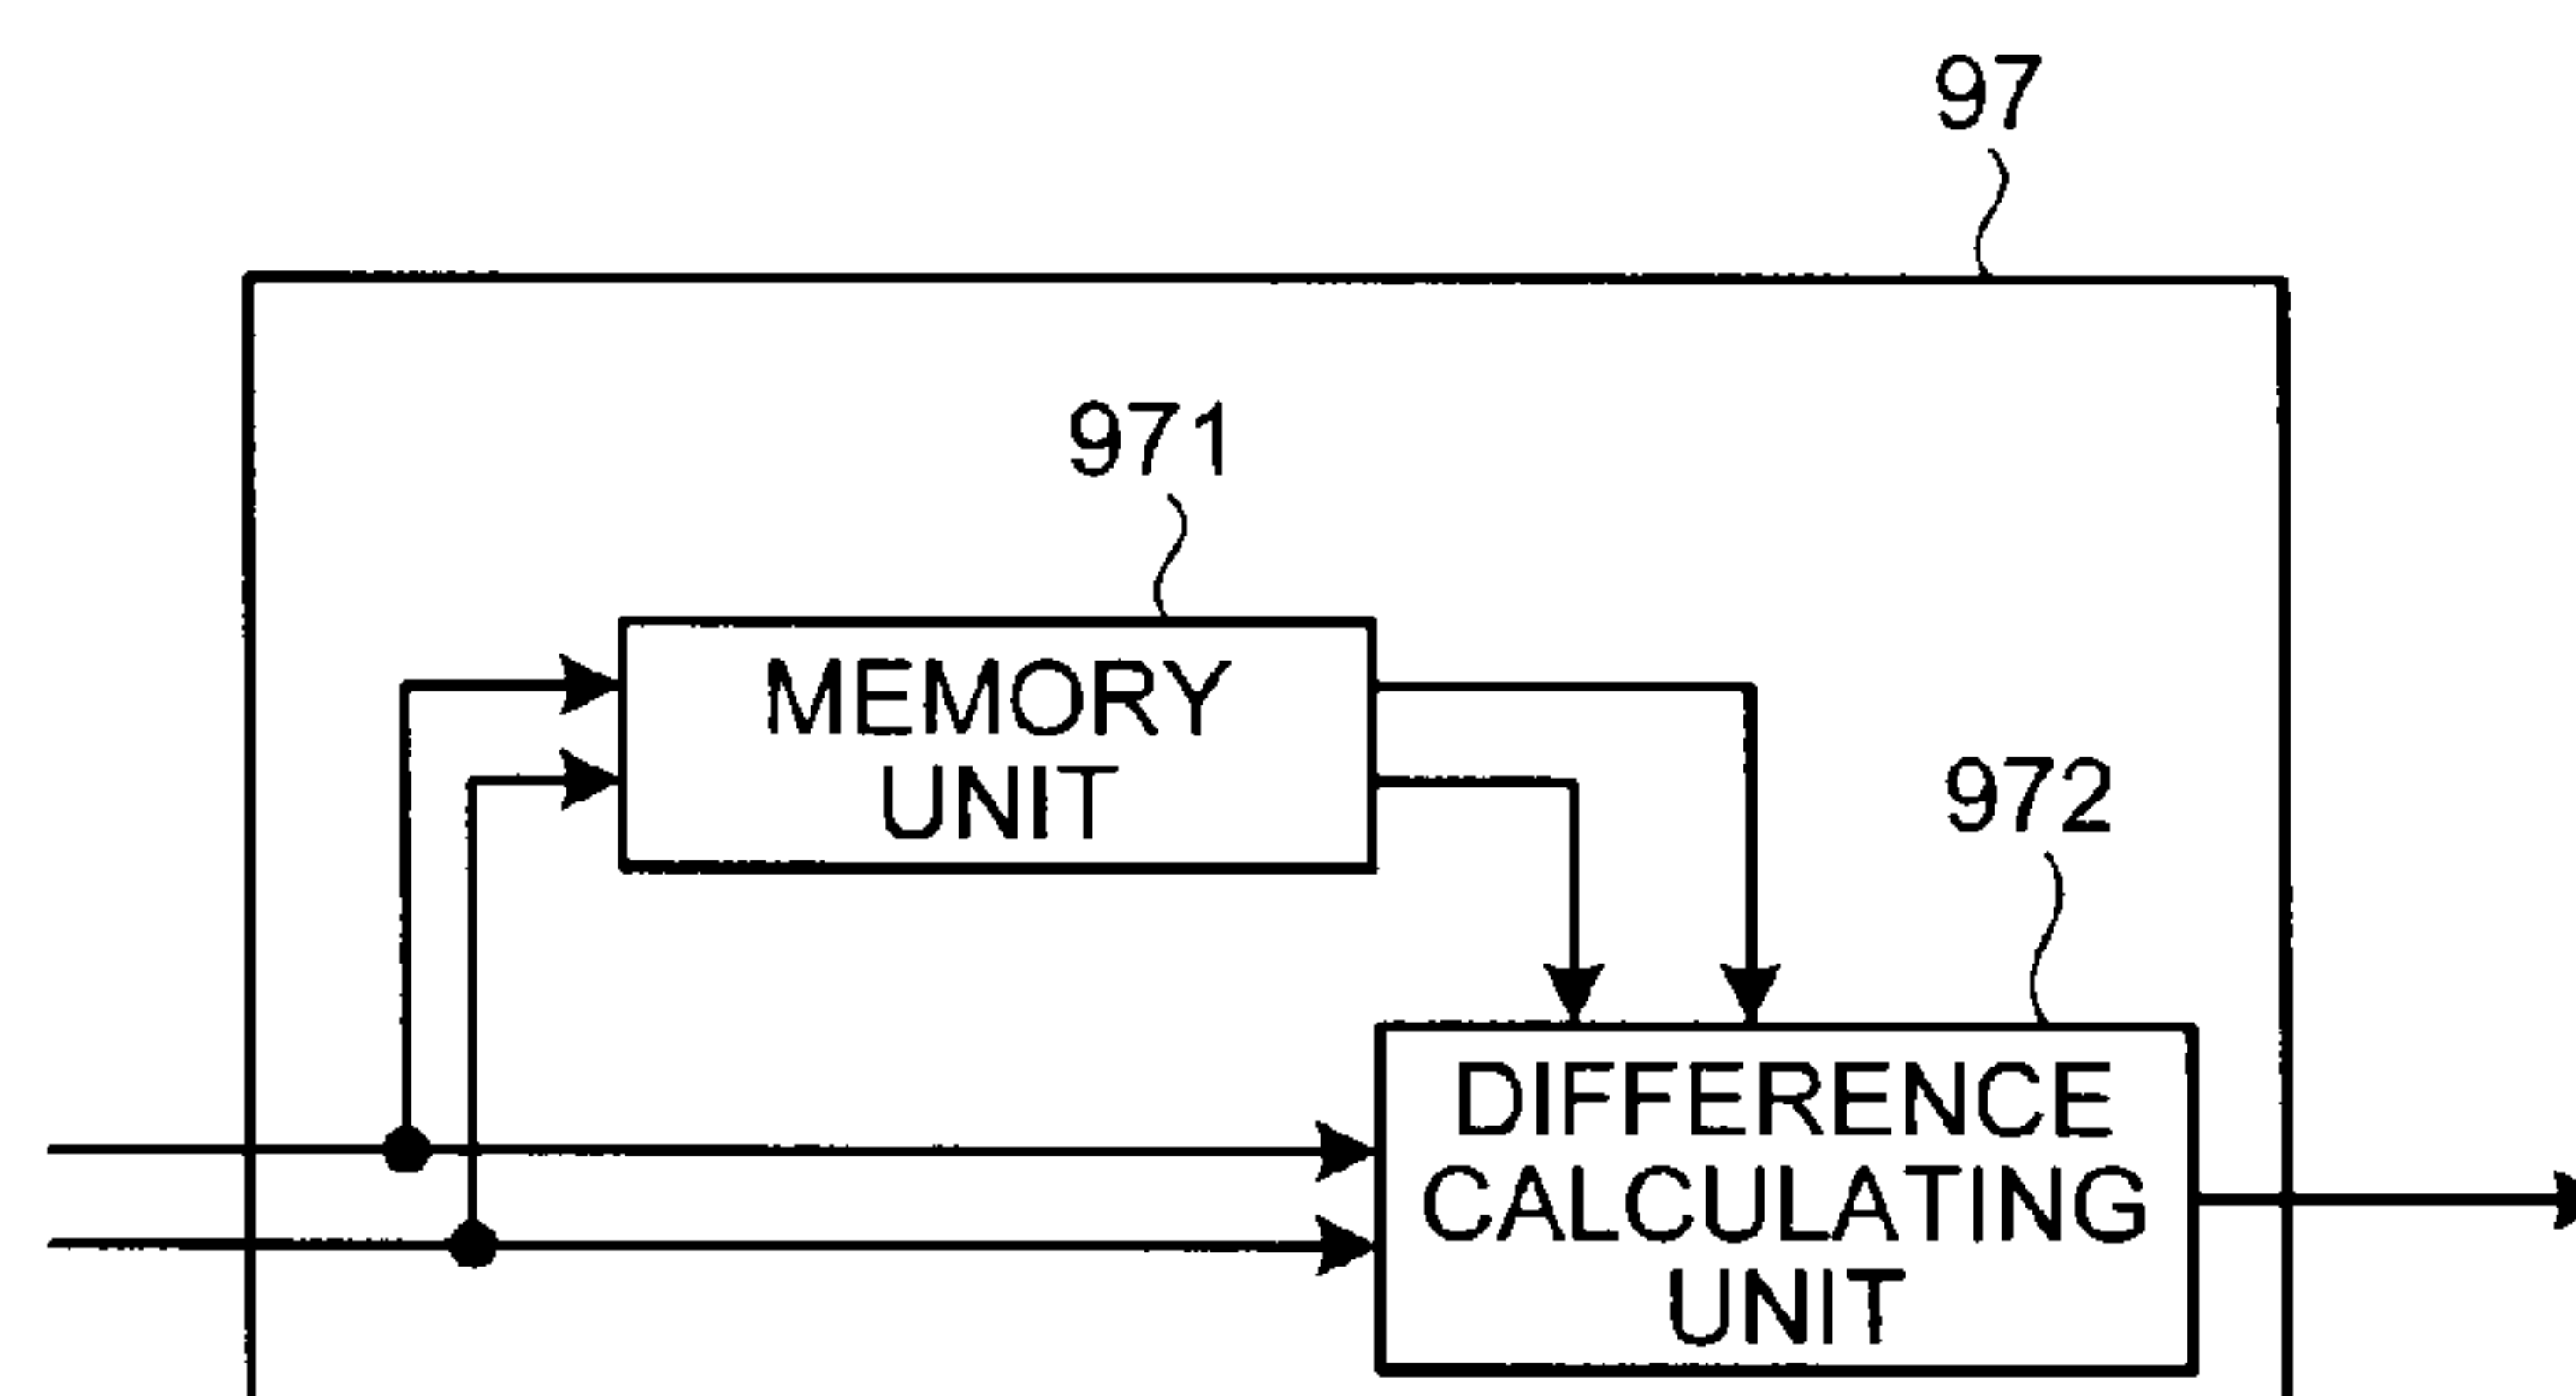 97
971
MEMORY
UNIT
972
DIFFERENCE
CALCULATING
UNIT